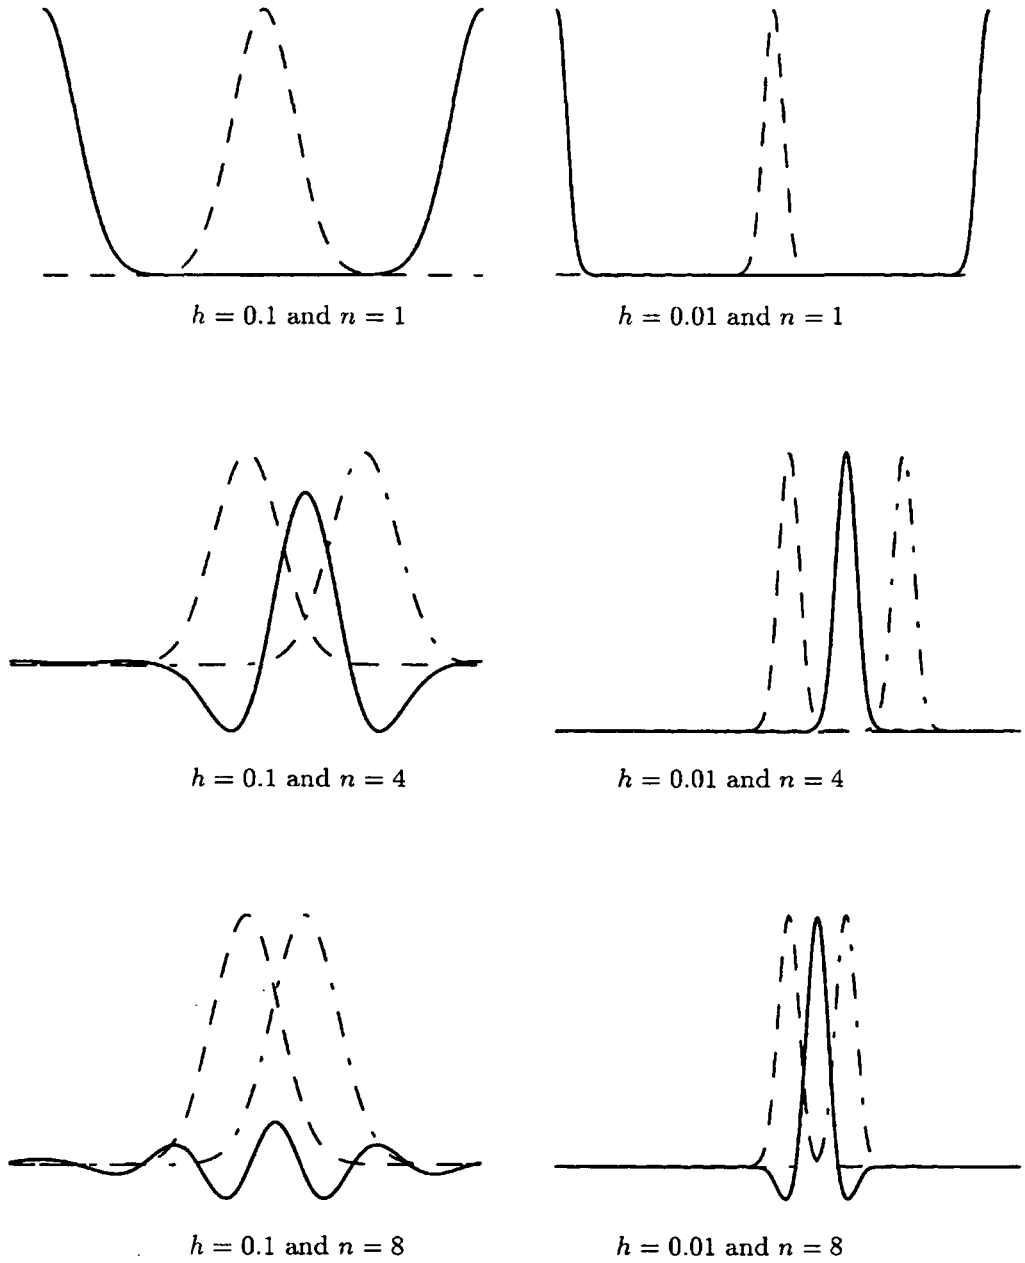 h = 0.1 and n = 1
h = 0.01 and n = 1
h = 0.1 and n = 4
h = 0.01 and n = 4
h = 0.1 and n = 8
h = 0.01 and n = 8